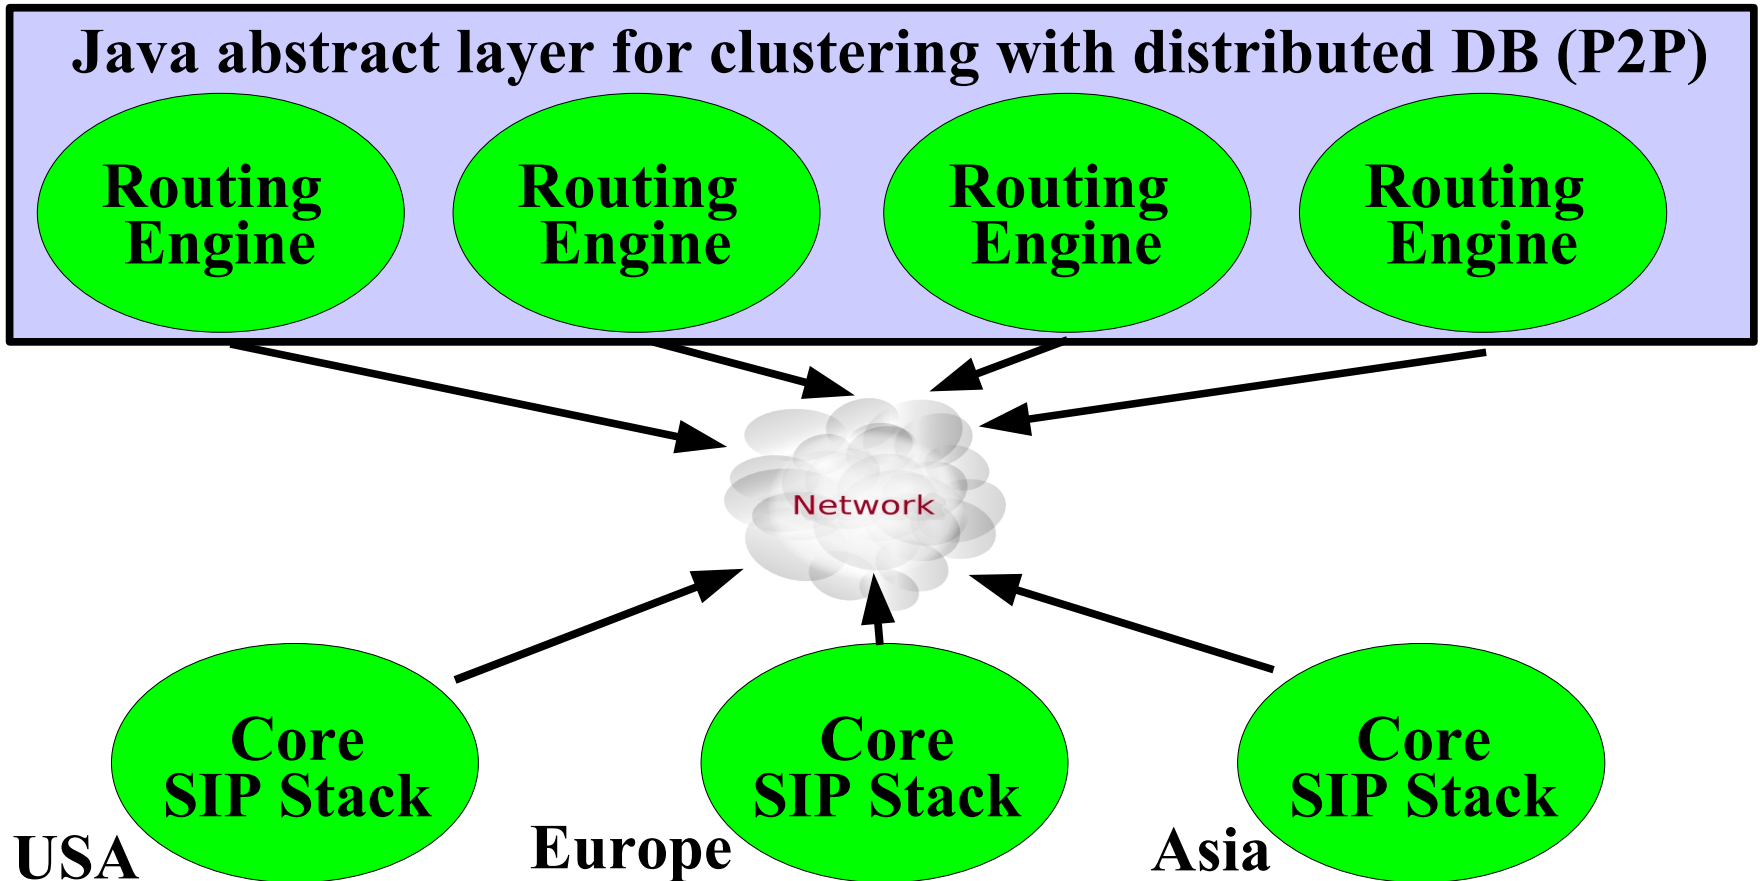 Java abstract layer for clustering with distributed DB (P2P)
Routing
Engine
Routing
Engine
Routing
Engine
Routing
Engine
Network
Core
SIP Stack
USA
Core
SIP Stack
Europe
Core
SIP Stack
Asia